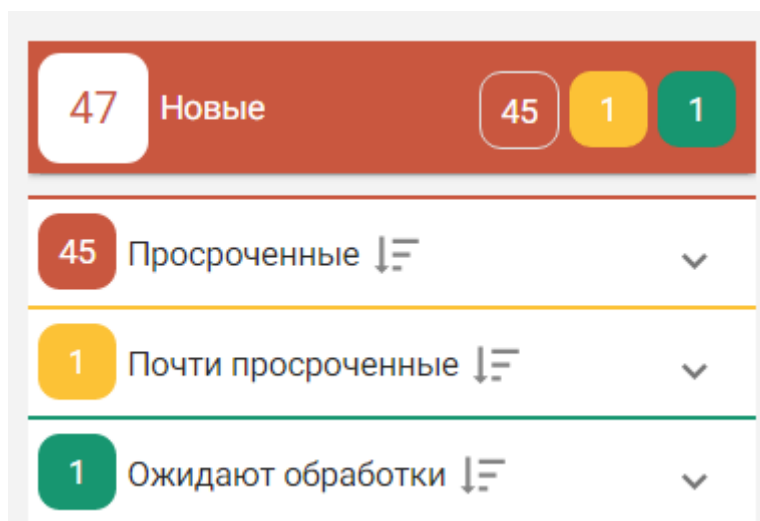 47 Новые 45 1 1
45 Просроченные
1 Почти просроченные
1 Ожидают обработки